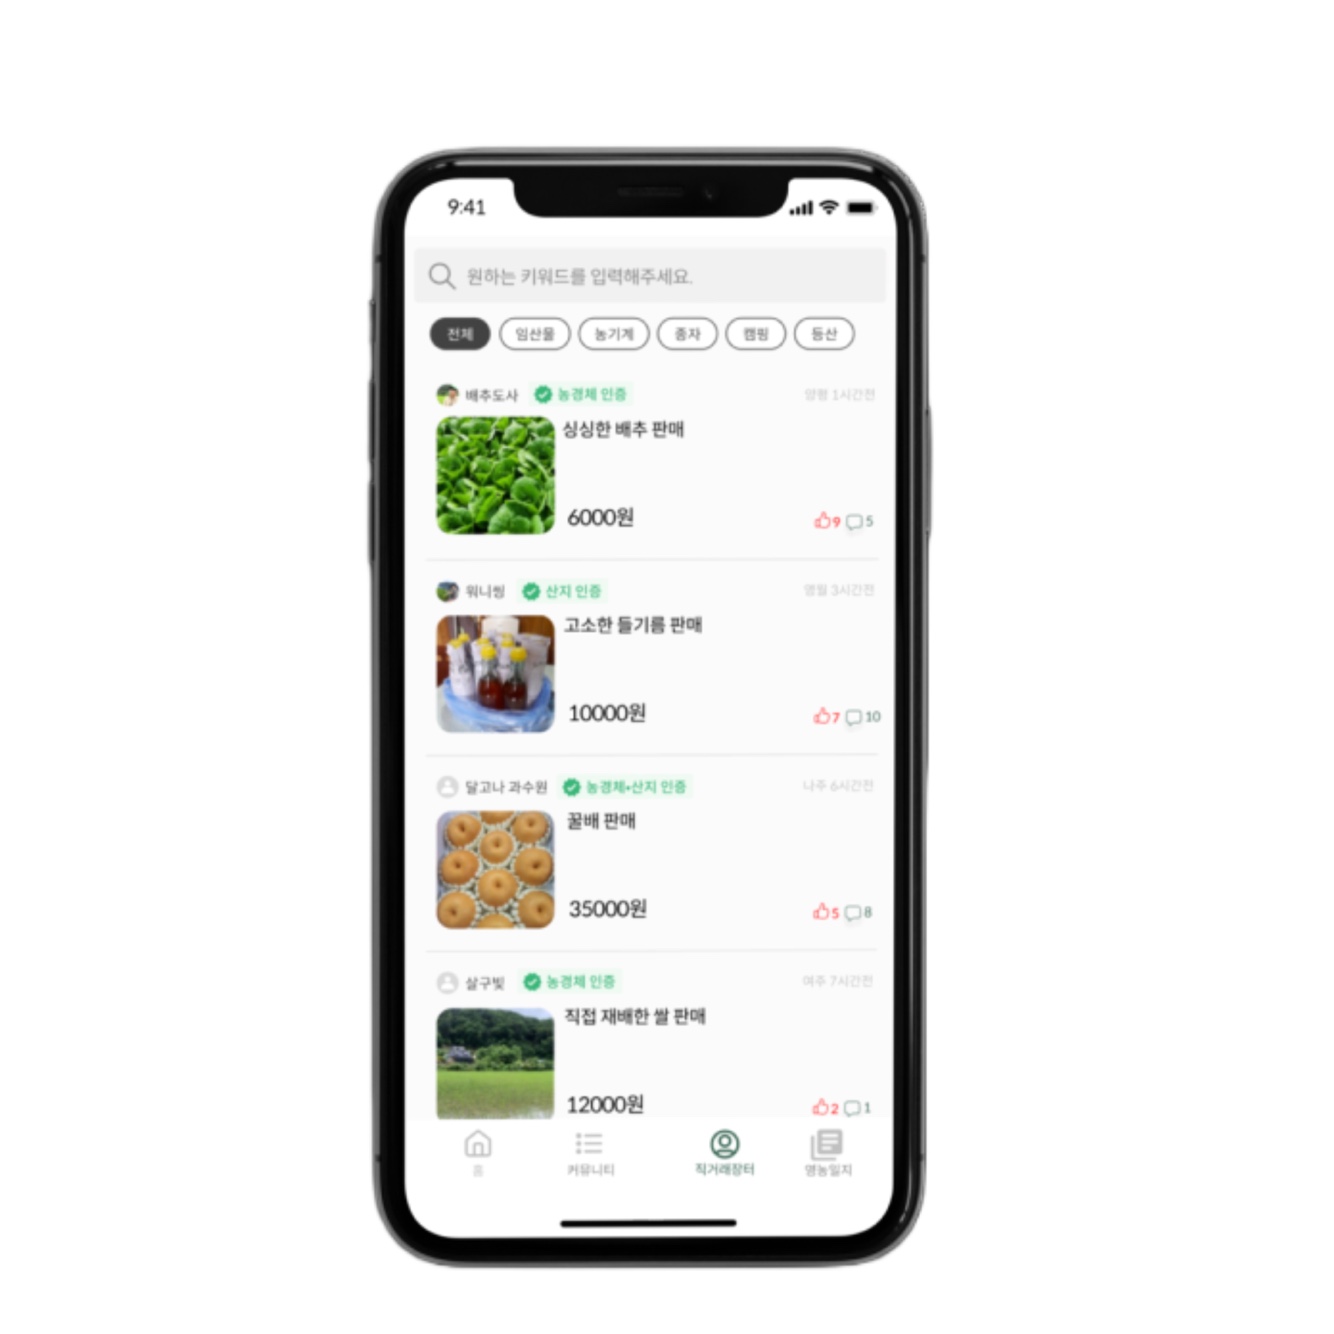 9:41
원하는 키워드를 입력해주세요.
전체 임산물 농기계 종자 캠핑 등산
배추도사 농경체 인증 양평 1시간전
싱싱한 배추 판매
6000원 9 5
워니씽 산지 인증 영월 3시간전
고소한 들기름 판매
10000원 7 10
달고나 과수원 농경체+산지 인증 나주 6시간전
꿀배 판매
35000원 5 8
살구빛 농경체 인증 여주 7시간전
직접 재배한 쌀 판매
12000원 2 1
홈 커뮤니티 직거래장터 영농일지